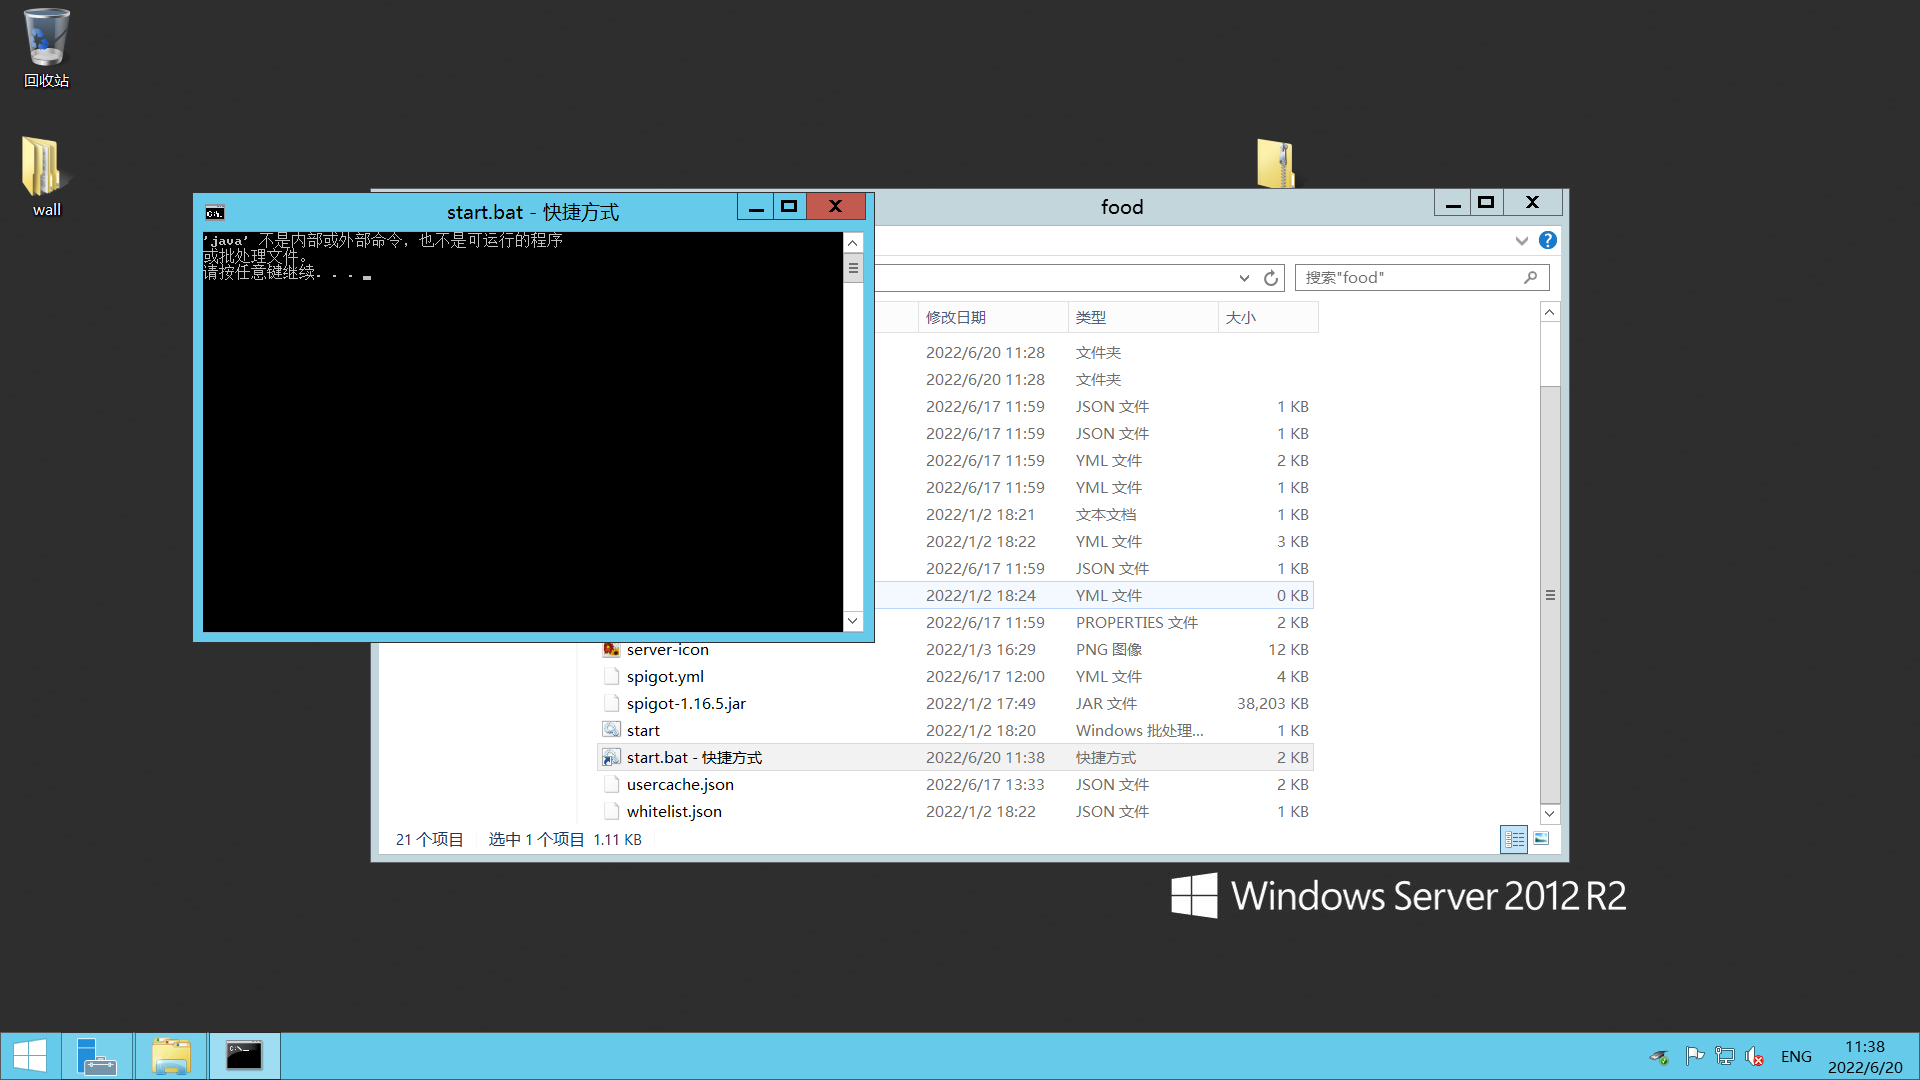 回收站
wall
start.bat - 快捷方式
'java' 不是内部或外部命令，也不是可运行的程序
或批处理文件。
请按任意键继续. . .
food
搜索"food"
修改日期 类型 大小
2022/6/20 11:28 文件夹
2022/6/20 11:28 文件夹
2022/6/17 11:59 JSON 文件 1 KB
2022/6/17 11:59 JSON 文件 1 KB
2022/6/17 11:59 YML 文件 2 KB
2022/6/17 11:59 YML 文件 1 KB
2022/1/2 18:21 文本文档 1 KB
2022/1/2 18:22 YML 文件 3 KB
2022/6/17 11:59 JSON 文件 1 KB
2022/1/2 18:24 YML 文件 0 KB
2022/6/17 11:59 PROPERTIES 文件 2 KB
server-icon 2022/1/3 16:29 PNG 图像 12 KB
spigot.yml 2022/6/17 12:00 YML 文件 4 KB
spigot-1.16.5.jar 2022/1/2 17:49 JAR 文件 38,203 KB
start 2022/1/2 18:20 Windows 批处理... 1 KB
start.bat - 快捷方式 2022/6/20 11:38 快捷方式 2 KB
usercache.json 2022/6/17 13:33 JSON 文件 2 KB
whitelist.json 2022/1/2 18:22 JSON 文件 1 KB
21 个项目 选中 1 个项目 1.11 KB
Windows Server 2012 R2
ENG
11:38
2022/6/20